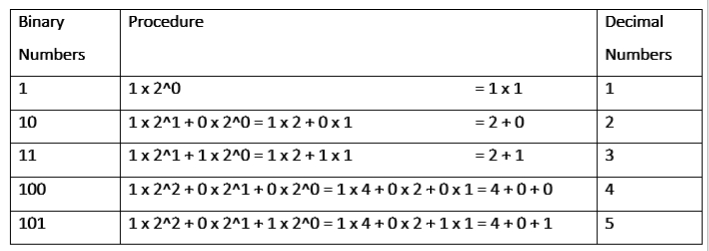 Binary Numbers Procedure Decimal Numbers
1 1 x 2^0 = 1 x 1 1
10 1 x 2^1 + 0 x 2^0 = 1 x 2 + 0 x 1 = 2 + 0 2
11 1 x 2^1 + 1 x 2^0 = 1 x 2 + 1 x 1 = 2 + 1 3
100 1 x 2^2 + 0 x 2^1 + 0 x 2^0 = 1 x 4 + 0 x 2 + 0 x 1 = 4 + 0 + 0 4
101 1 x 2^2 + 0 x 2^1 + 1 x 2^0 = 1 x 4 + 0 x 2 + 1 x 1 = 4 + 0 + 1 5